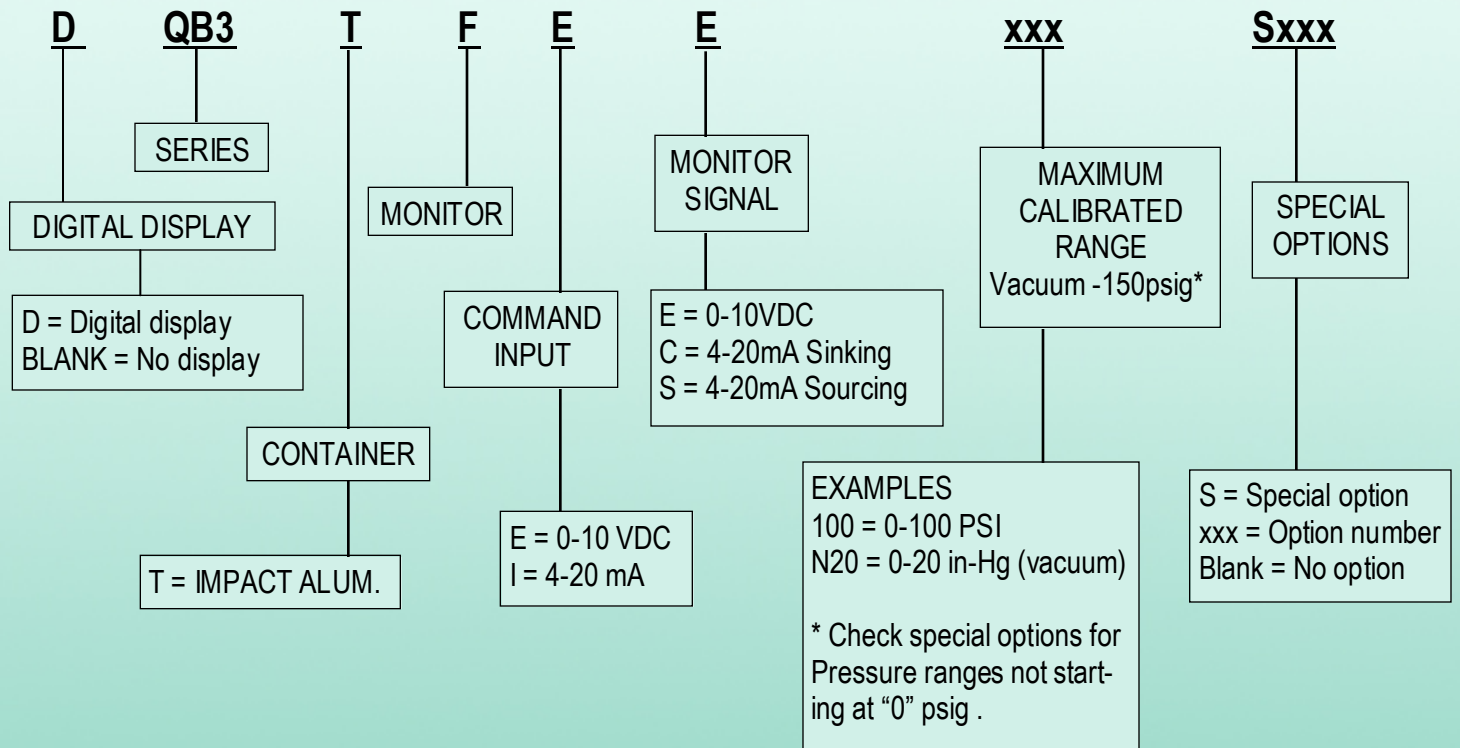 D QB3 T F E E xxx Sxxx
SERIES
DIGITAL DISPLAY
D = Digital display
BLANK = No display
CONTAINER
T = IMPACT ALUM.
MONITOR
COMMAND
INPUT
E = 0-10 VDC
I = 4-20 mA
MONITOR
SIGNAL
E = 0-10VDC
C = 4-20mA Sinking
S = 4-20mA Sourcing
MAXIMUM
CALIBRATED
RANGE
Vacuum -150psig*
EXAMPLES
100 = 0-100 PSI
N20 = 0-20 in-Hg (vacuum)
* Check special options for
Pressure ranges not start-
ing at “0” psig .
SPECIAL
OPTIONS
S = Special option
xxx = Option number
Blank = No option